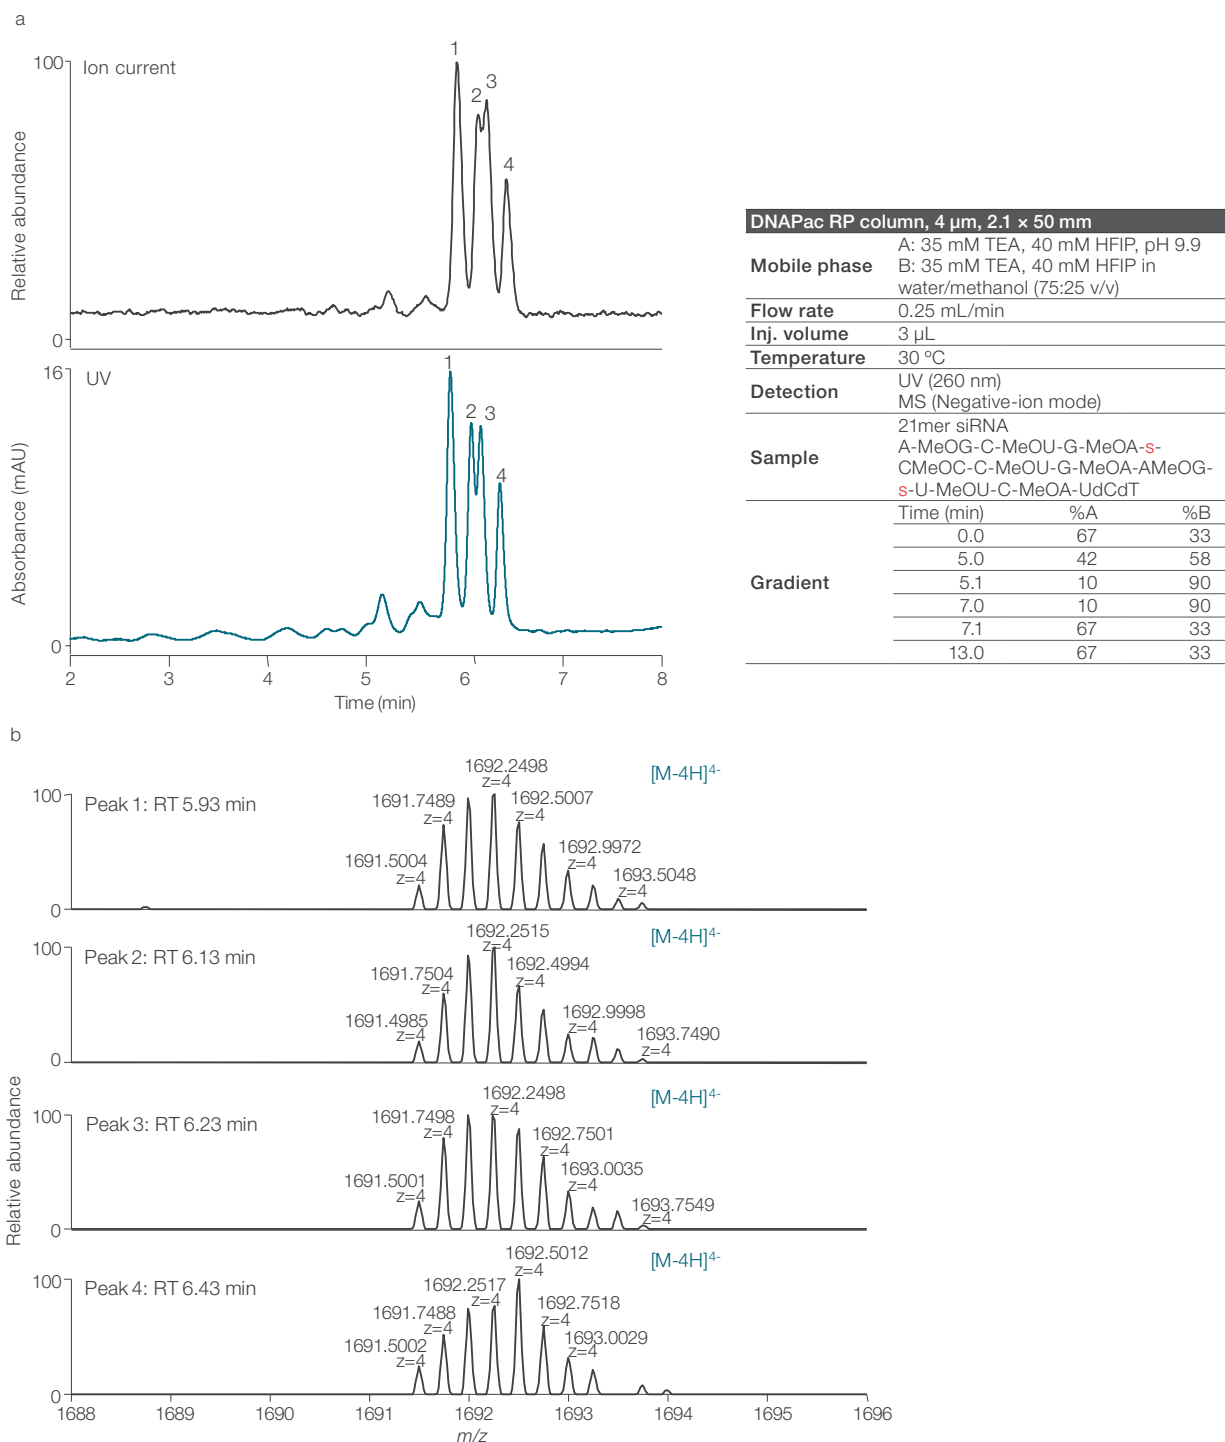 a
Ion current
100
0
Relative abundance
1
2
3
4
UV
16
0
Absorbance (mAU)
1
2
3
4
2 3 4 5 6 7 8
Time (min)
DNAPac RP column, 4 µm, 2.1 × 50 mm
Mobile phase
A: 35 mM TEA, 40 mM HFIP, pH 9.9
B: 35 mM TEA, 40 mM HFIP in
water/methanol (75:25 v/v)
Flow rate 0.25 mL/min
Inj. volume 3 µL
Temperature 30 ºC
Detection
UV (260 nm)
MS (Negative-ion mode)
Sample
21mer siRNA
A-MeOG-C-MeOU-G-MeOA-s-
CMeOC-C-MeOU-G-MeOA-AMeOG-
s-U-MeOU-C-MeOA-UdCdT
Gradient
Time (min) %A %B
0.0 67 33
5.0 42 58
5.1 10 90
7.0 10 90
7.1 67 33
13.0 67 33
b
Relative abundance
Peak 1: RT 5.93 min
[M-4H]4-
100
0
1691.5004
z=4
1691.7489
z=4
1692.2498
z=4
1692.5007
z=4
1692.9972
z=4
1693.5048
z=4
Peak 2: RT 6.13 min
[M-4H]4-
100
0
1691.4985
z=4
1691.7504
z=4
1692.2515
z=4
1692.4994
z=4
1692.9998
z=4
1693.7490
z=4
Peak 3: RT 6.23 min
[M-4H]4-
100
0
1691.5001
z=4
1691.7498
z=4
1692.2498
z=4
1692.7501
z=4
1693.0035
z=4
1693.7549
z=4
Peak 4: RT 6.43 min
[M-4H]4-
100
0
1691.5002
z=4
1691.7488
z=4
1692.2517
z=4
1692.5012
z=4
1692.7518
z=4
1693.0029
z=4
1688 1689 1690 1691 1692 1693 1694 1695 1696
m/z